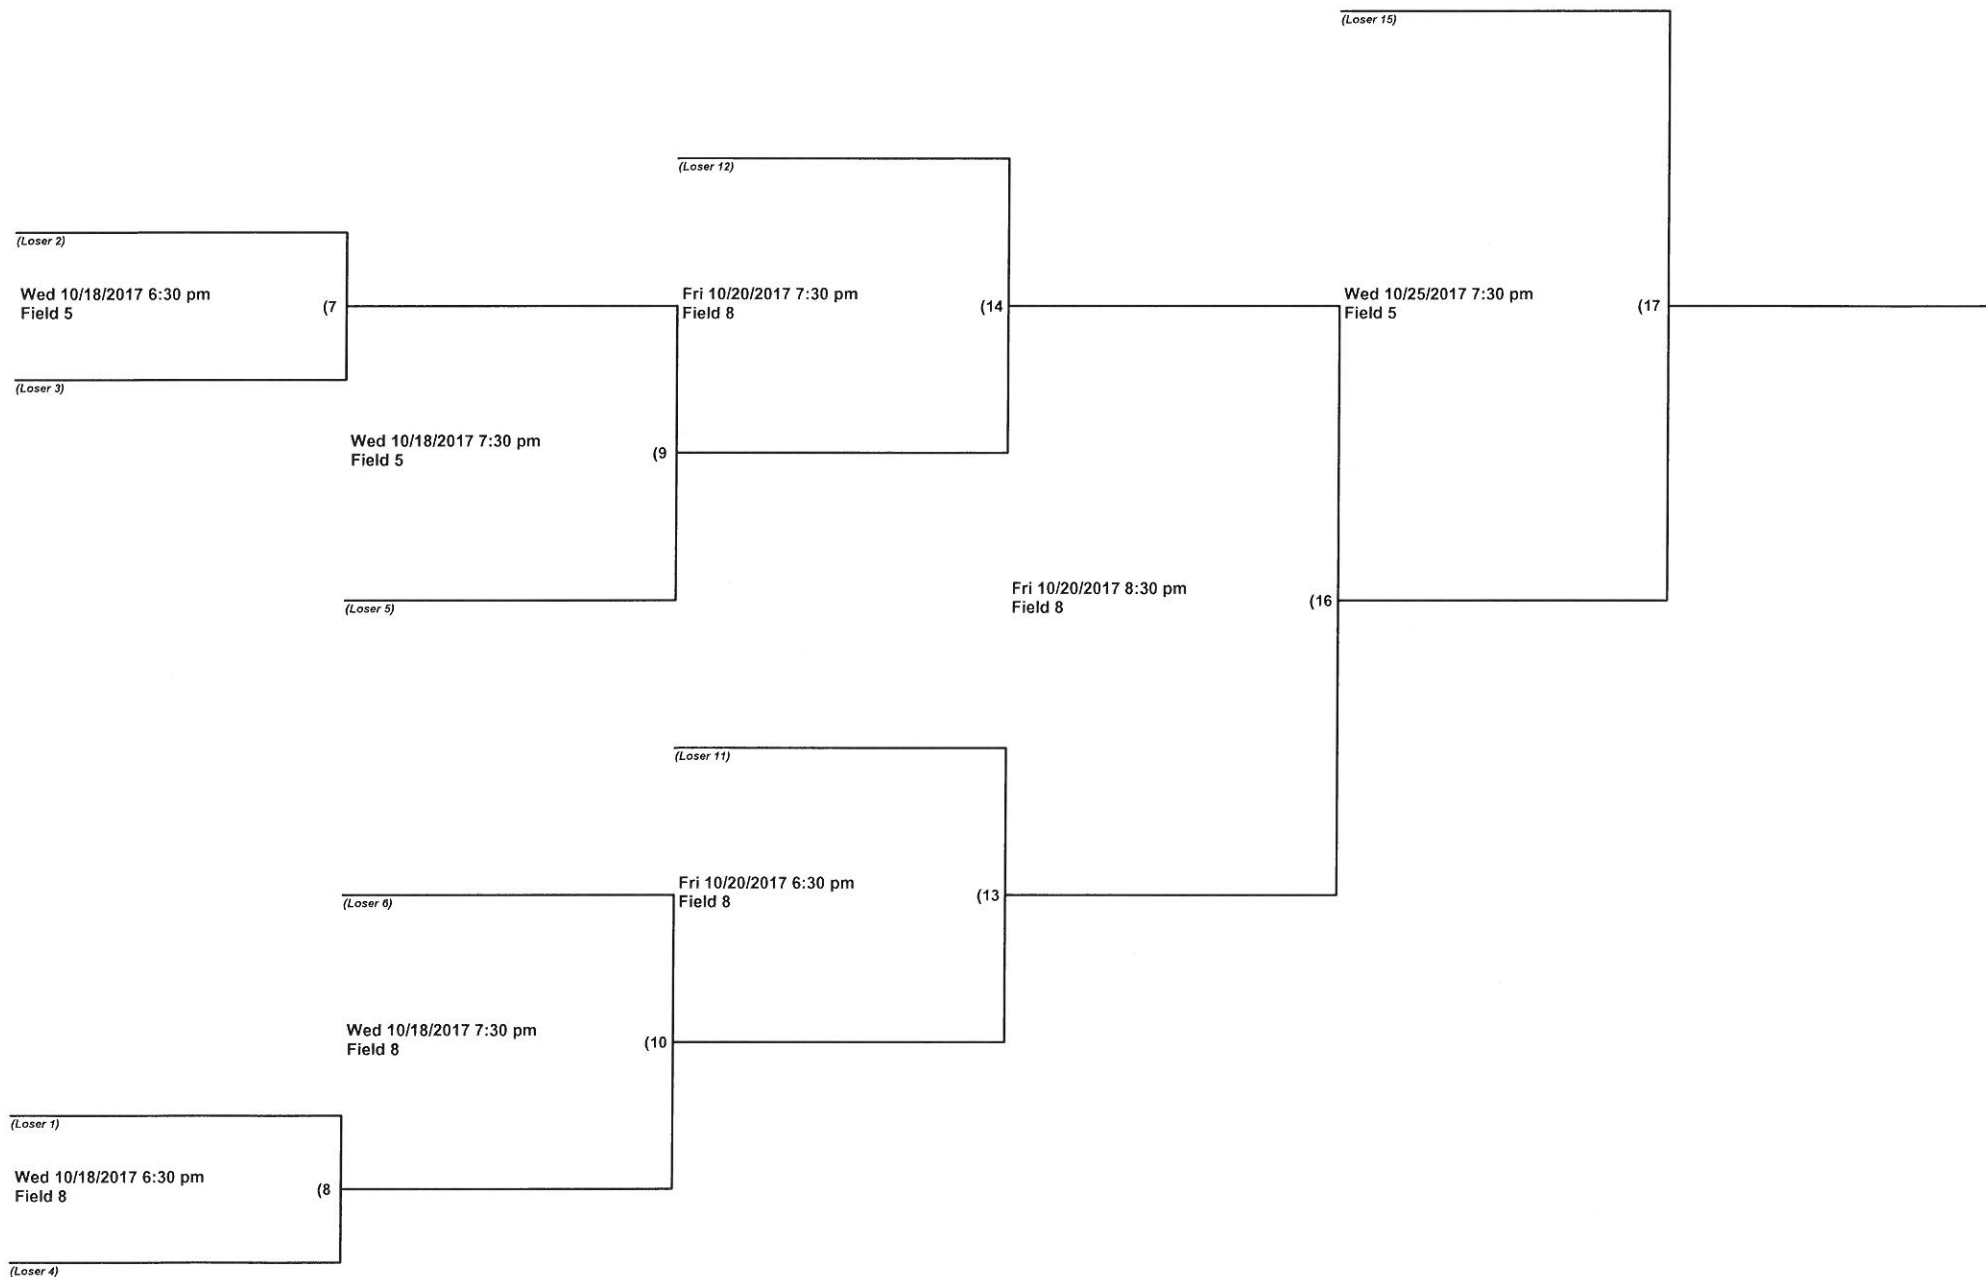 (Loser 15)
(Loser 12)
(Loser 2)
Wed 10/18/2017 6:30 pm
Field 5
(7
Fri 10/20/2017 7:30 pm
Field 8
(14
Wed 10/25/2017 7:30 pm
Field 5
(17
(Loser 3)
Wed 10/18/2017 7:30 pm
Field 5
(9
(Loser 5)
Fri 10/20/2017 8:30 pm
Field 8
(16
(Loser 11)
(Loser 6)
Fri 10/20/2017 6:30 pm
Field 8
(13
Wed 10/18/2017 7:30 pm
Field 8
(10
(Loser 1)
Wed 10/18/2017 6:30 pm
Field 8
(8
(Loser 4)